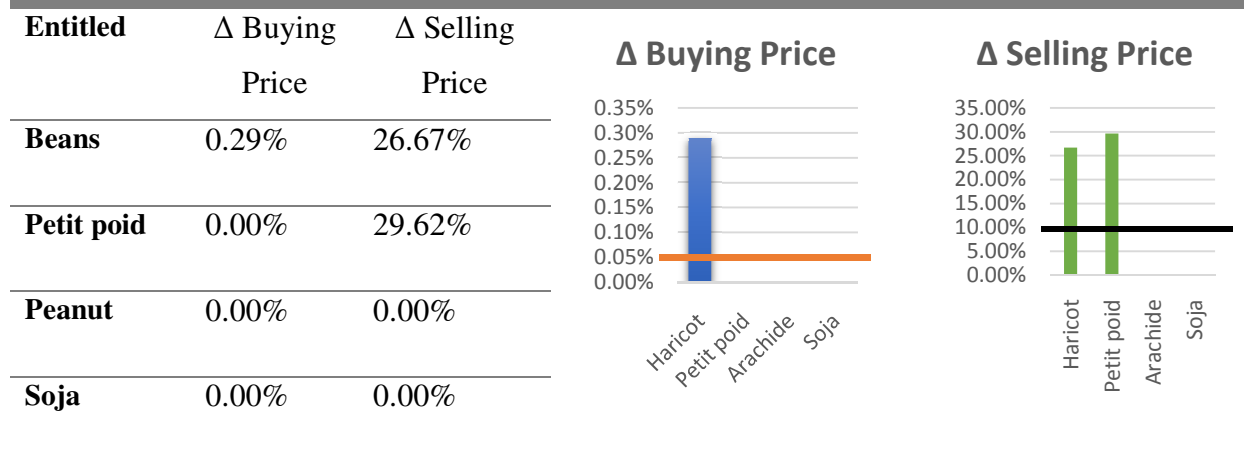 Entitled Δ Buying Price Δ Selling Price
Beans 0.29% 26.67%
Petit poid 0.00% 29.62%
Peanut 0.00% 0.00%
Soja 0.00% 0.00%
Δ Buying Price
0.35%
0.30%
0.25%
0.20%
0.15%
0.10%
0.05%
0.00%
Haricot
Petit poid
Arachide
Soja
Δ Selling Price
35.00%
30.00%
25.00%
20.00%
15.00%
10.00%
5.00%
0.00%
Haricot
Petit poid
Arachide
Soja